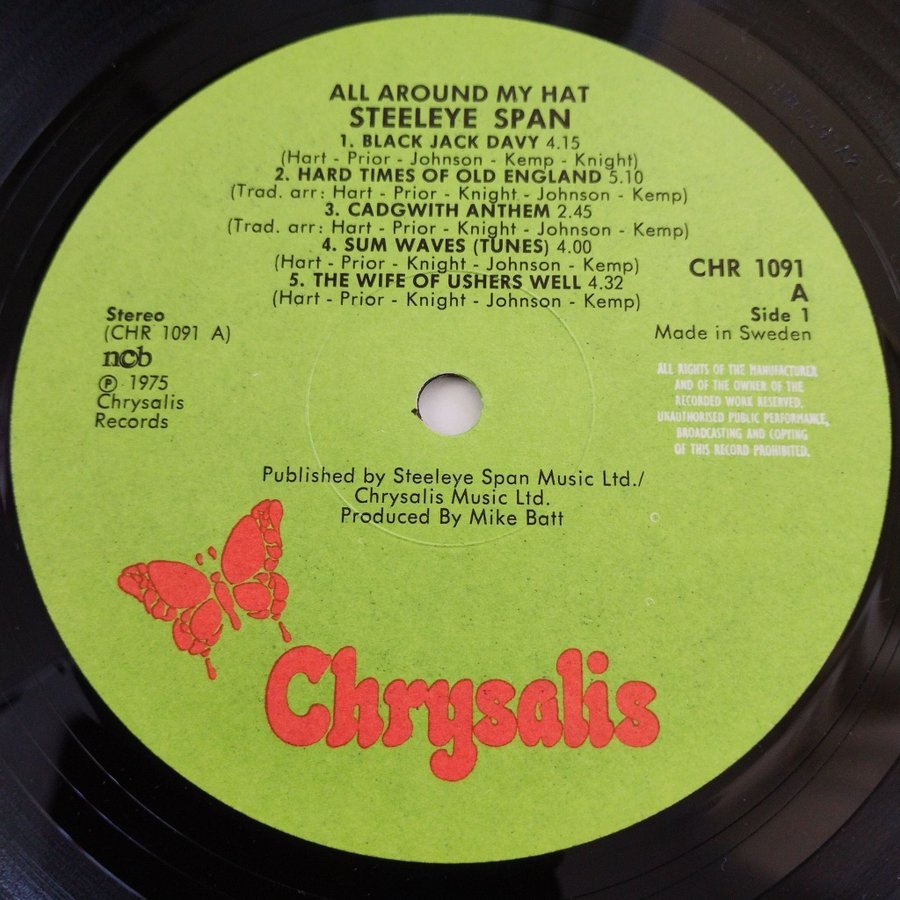 ALL AROUND MY HAT
STEELEYE SPAN
1. BLACK JACK DAVY 4.15
(Hart - Prior - Johnson - Kemp - Knight)
2. HARD TIMES OF OLD ENGLAND 5.10
(Trad. arr: Hart - Prior - Knight - Johnson - Kemp)
3. CADGWITH ANTHEM 2.45
(Trad. arr: Hart - Prior - Knight - Johnson - Kemp)
4. SUM WAVES (TUNES) 4.00
(Hart - Prior - Knight - Johnson - Kemp)
5. THE WIFE OF USHERS WELL 4.32
(Hart - Prior - Knight - Johnson - Kemp)
CHR 1091
A
Side 1
Made in Sweden
Stereo
(CHR 1091 A)
ncb
Ⓟ 1975
Chrysalis
Records
ALL RIGHTS OF THE MANUFACTURER
AND OF THE OWNER OF THE
RECORDED WORK RESERVED.
UNAUTHORISED PUBLIC PERFORMANCE,
BROADCASTING AND COPYING
OF THIS RECORD PROHIBITED.
Published by Steeleye Span Music Ltd./
Chrysalis Music Ltd.
Produced By Mike Batt
Chrysalis